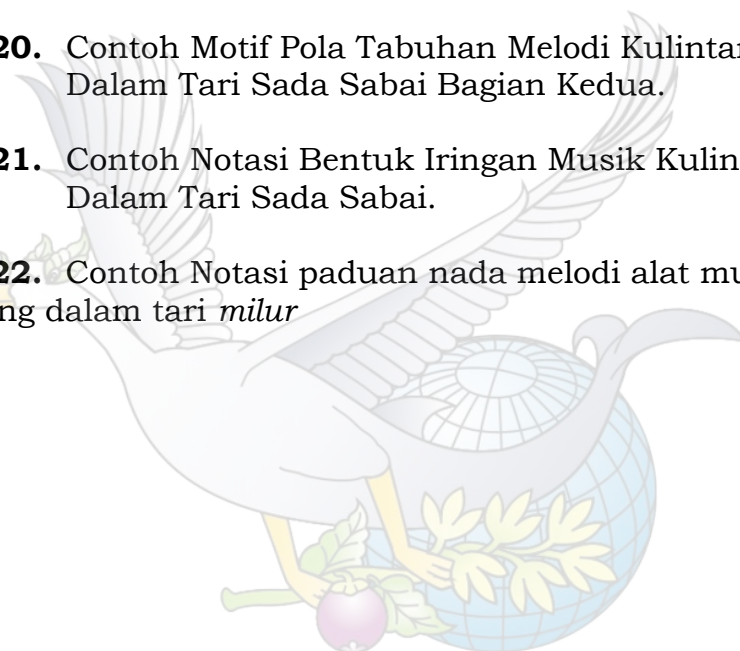 20. Contoh Motif Pola Tabuhan Melodi Kulintan
Dalam Tari Sada Sabai Bagian Kedua.
21. Contoh Notasi Bentuk Iringan Musik Kulin
Dalam Tari Sada Sabai.
22. Contoh Notasi paduan nada melodi alat mu
ng dalam tari milur